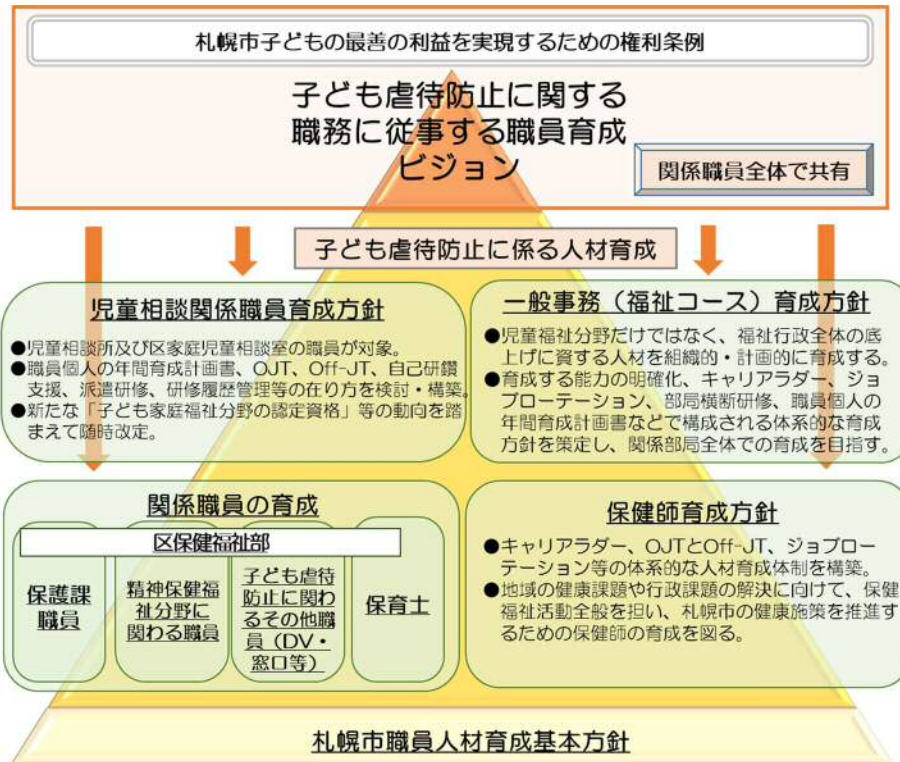 札幌市子どもの最善の利益を実現するための権利条例
子ども虐待防止に関する
職務に従事する職員育成
ビジョン
関係職員全体で共有
子ども虐待防止に係る人材育成
児童相談関係職員育成方針
●児童相談所及び区家庭児童相談室の職員が対象。
●職員個人の年間育成計画書、OJT、Off-JT、自己研鑽
支援、派遣研修、研修履歴管理等の在り方を検討・構築。
●新たな「子ども家庭福祉分野の認定資格」等の動向を踏
まえて随時改定。
一般事務（福祉コース）育成方針
●児童福祉分野だけではなく、福祉行政全体の底
上げに資する人材を組織的・計画的に育成する。
●育成する能力の明確化、キャリアラダー、ジョ
ブローテーション、部局横断研修、職員個人の
年間育成計画書などで構成される体系的な育成
方針を策定し、関係部局全体での育成を目指す。
関係職員の育成
区保健福祉部
保護課
職員
精神保健福
祉分野に
関わる職員
子ども虐待
防止に関わ
るその他職
員（DV・
窓口等）
保育士
保健師育成方針
●キャリアラダー、OJTとOff-JT、ジョブロー
テーション等の体系的な人材育成体制を構築。
●地域の健康課題や行政課題の解決に向けて、保健
福祉活動全般を担い、札幌市の健康施策を推進す
るための保健師の育成を図る。
札幌市職員人材育成基本方針